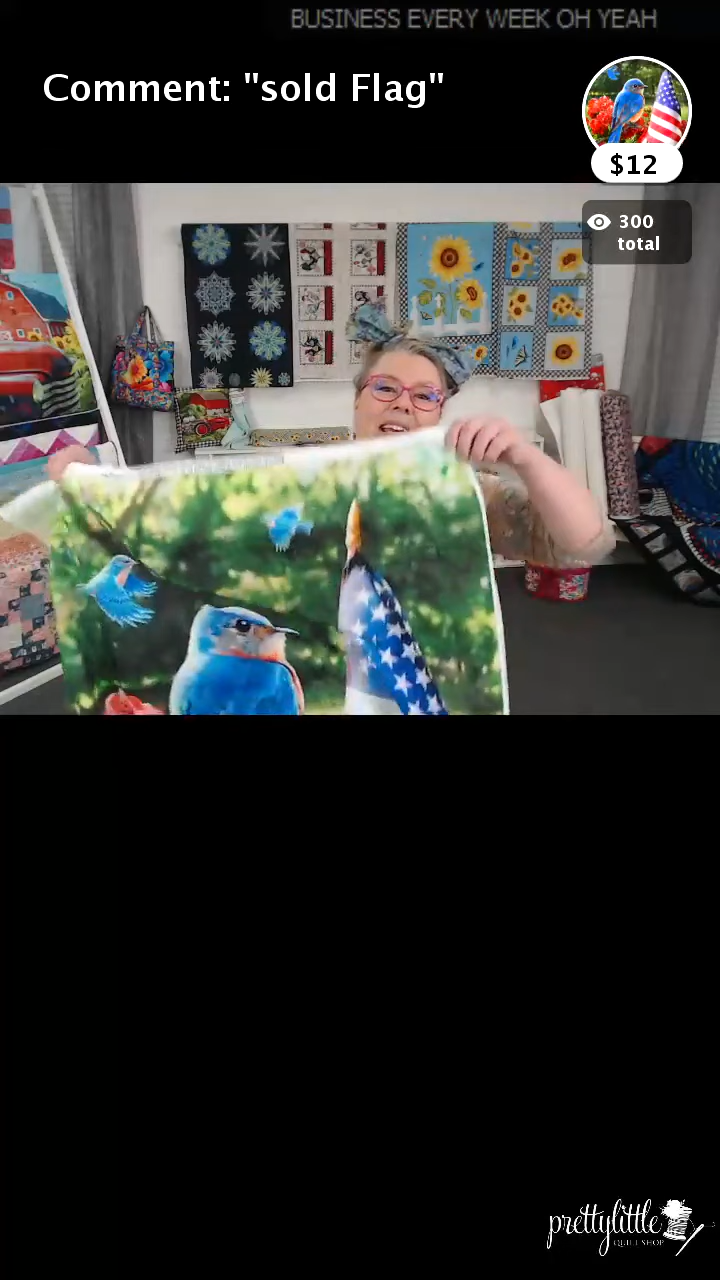 BUSINESS EVERY WEEK OH YEAH
Comment: "sold Flag"
$12
300
total
prettylittle
QUILT SHOP